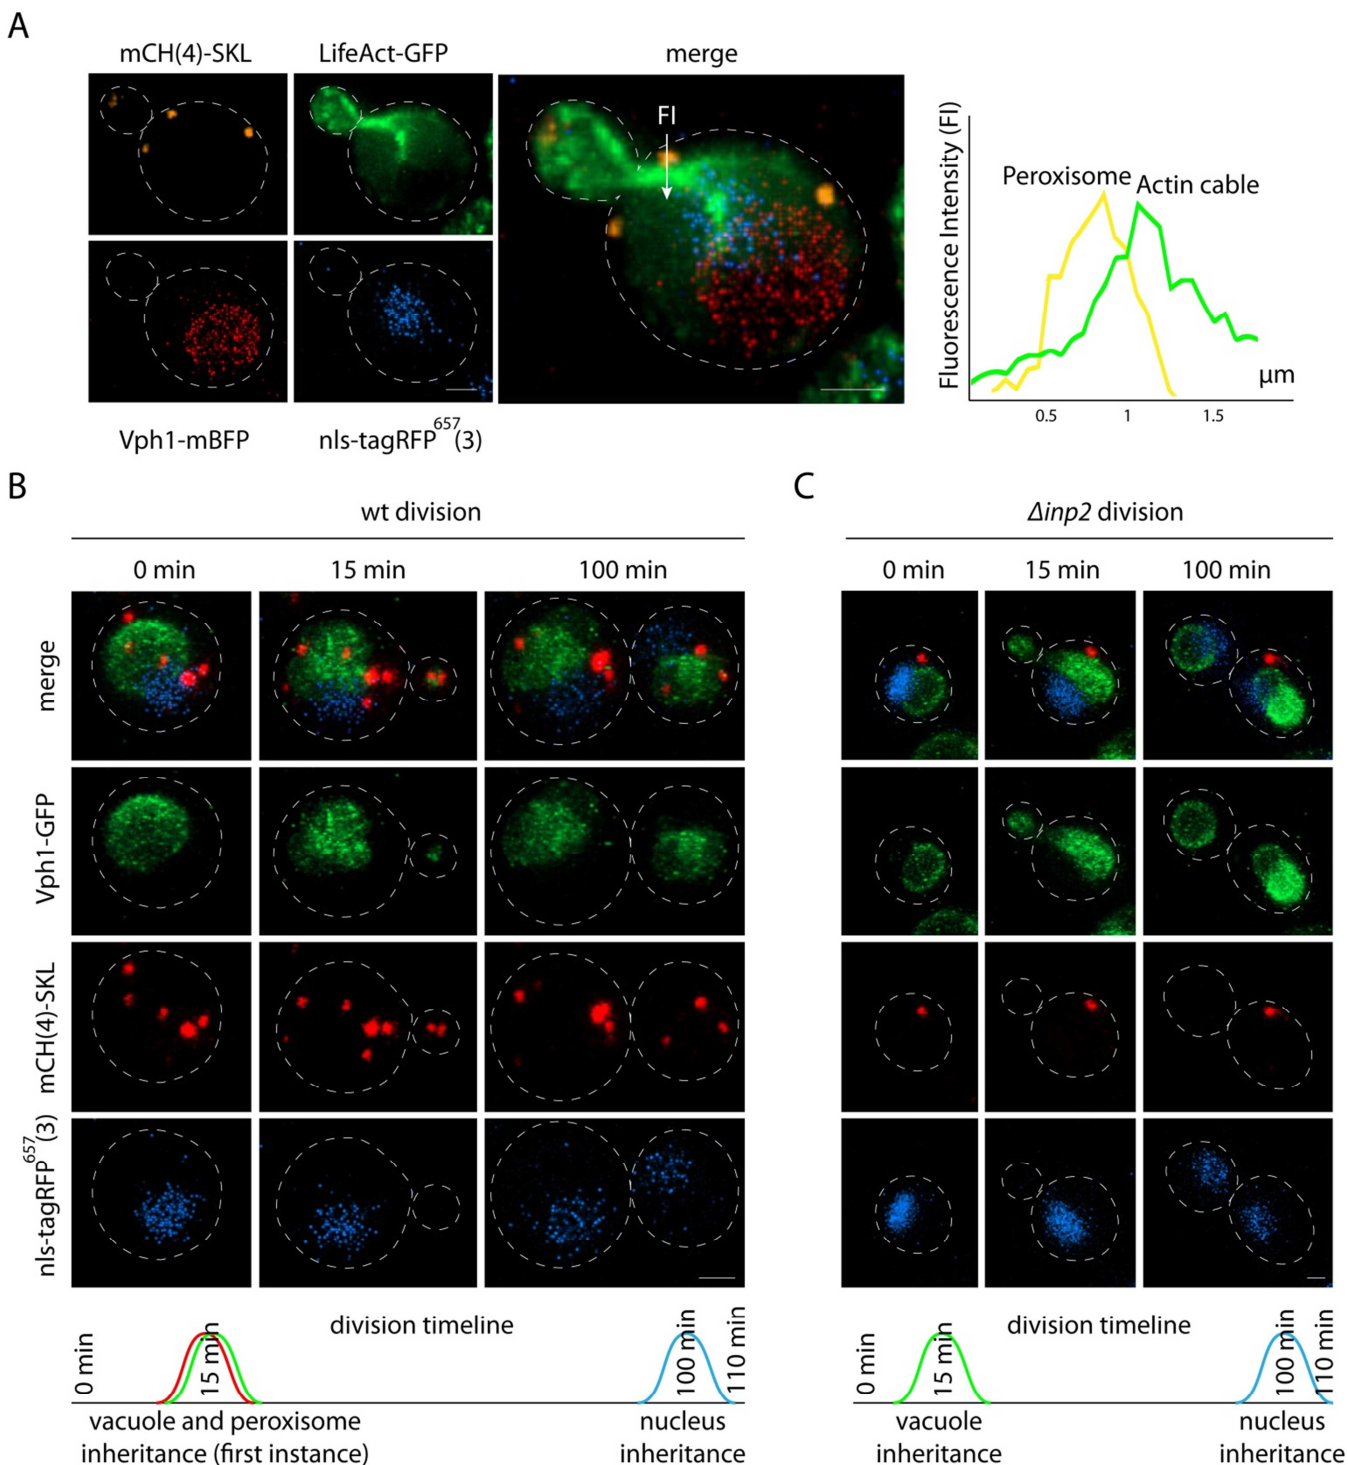 A
mCH(4)-SKL
LifeAct-GFP
merge
FI
Vph1-mBFP
nls-tagRFP⁶⁵⁷(3)
Fluorescence Intensity (FI)
Peroxisome
Actin cable
µm
0.5
1
1.5
B
wt division
0 min
15 min
100 min
merge
Vph1-GFP
mCH(4)-SKL
nls-tagRFP⁶⁵⁷(3)
0 min
15 min
division timeline
100 min
110 min
vacuole and peroxisome
inheritance (first instance)
nucleus
inheritance
C
Δinp2 division
0 min
15 min
100 min
0 min
15 min
division timeline
100 min
110 min
vacuole
inheritance
nucleus
inheritance